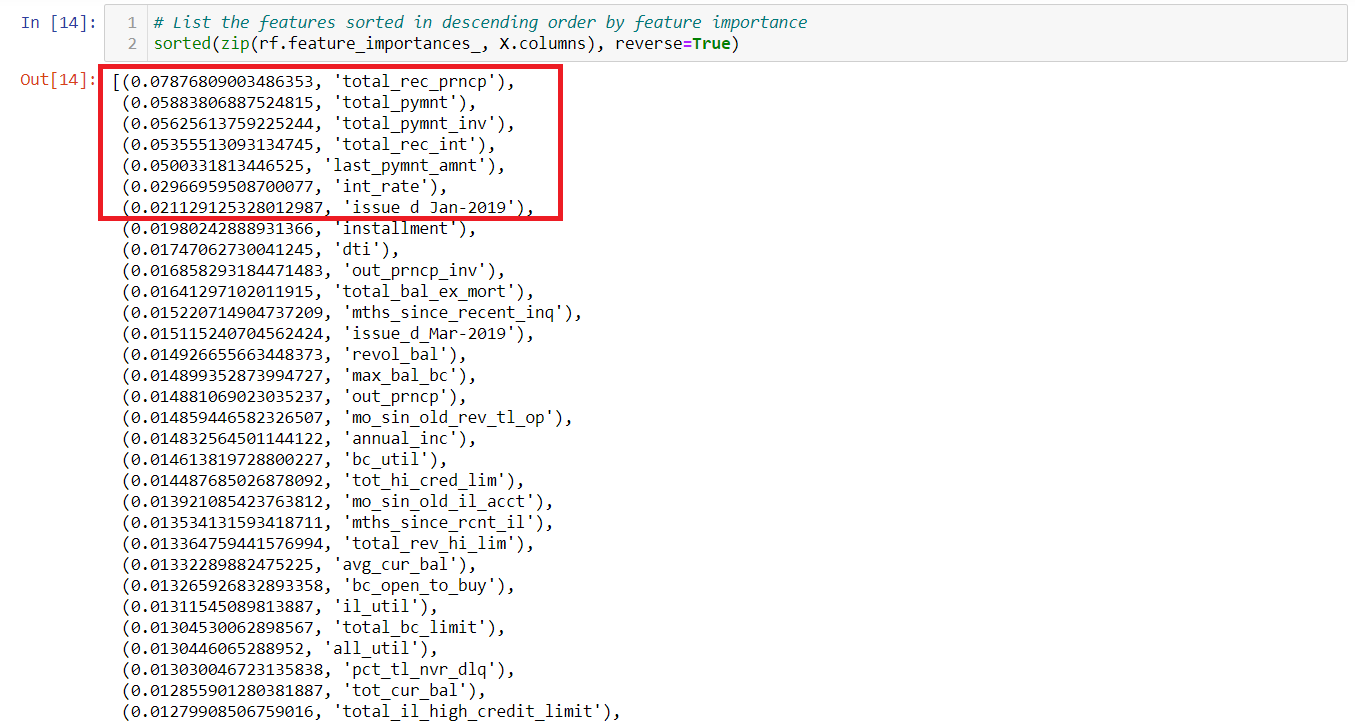 In [14]:
1 # List the features sorted in descending order by feature importance
2 sorted(zip(rf.feature_importances_, X.columns), reverse=True)
Out[14]:
[(0.07876809003486353, 'total_rec_prncp'),
(0.05883806887524815, 'total_pymnt'),
(0.05625613759225244, 'total_pymnt_inv'),
(0.05355513093134745, 'total_rec_int'),
(0.0500331813446525, 'last_pymnt_amnt'),
(0.02966959508700077, 'int_rate'),
(0.021129125328012987, 'issue_d_Jan-2019'),
(0.01980242888931366, 'installment'),
(0.01747062730041245, 'dti'),
(0.016858293184471483, 'out_prncp_inv'),
(0.01641297102011915, 'total_bal_ex_mort'),
(0.015220714904737209, 'mths_since_recent_inq'),
(0.015115240704562424, 'issue_d_Mar-2019'),
(0.014926655663448373, 'revol_bal'),
(0.014899352873994727, 'max_bal_bc'),
(0.014881069023035237, 'out_prncp'),
(0.014859446582326507, 'mo_sin_old_rev_tl_op'),
(0.014832564501144122, 'annual_inc'),
(0.014613819728800227, 'bc_util'),
(0.014487685026878092, 'tot_hi_cred_lim'),
(0.013921085423763812, 'mo_sin_old_il_acct'),
(0.013534131593418711, 'mths_since_rcnt_il'),
(0.013364759441576994, 'total_rev_hi_lim'),
(0.01332289882475225, 'avg_cur_bal'),
(0.013265926832893358, 'bc_open_to_buy'),
(0.01311545089813887, 'il_util'),
(0.01304530062898567, 'total_bc_limit'),
(0.0130446065288952, 'all_util'),
(0.013030046723135838, 'pct_tl_nvr_dlq'),
(0.012855901280381887, 'tot_cur_bal'),
(0.01279908506759016, 'total_il_high_credit_limit'),